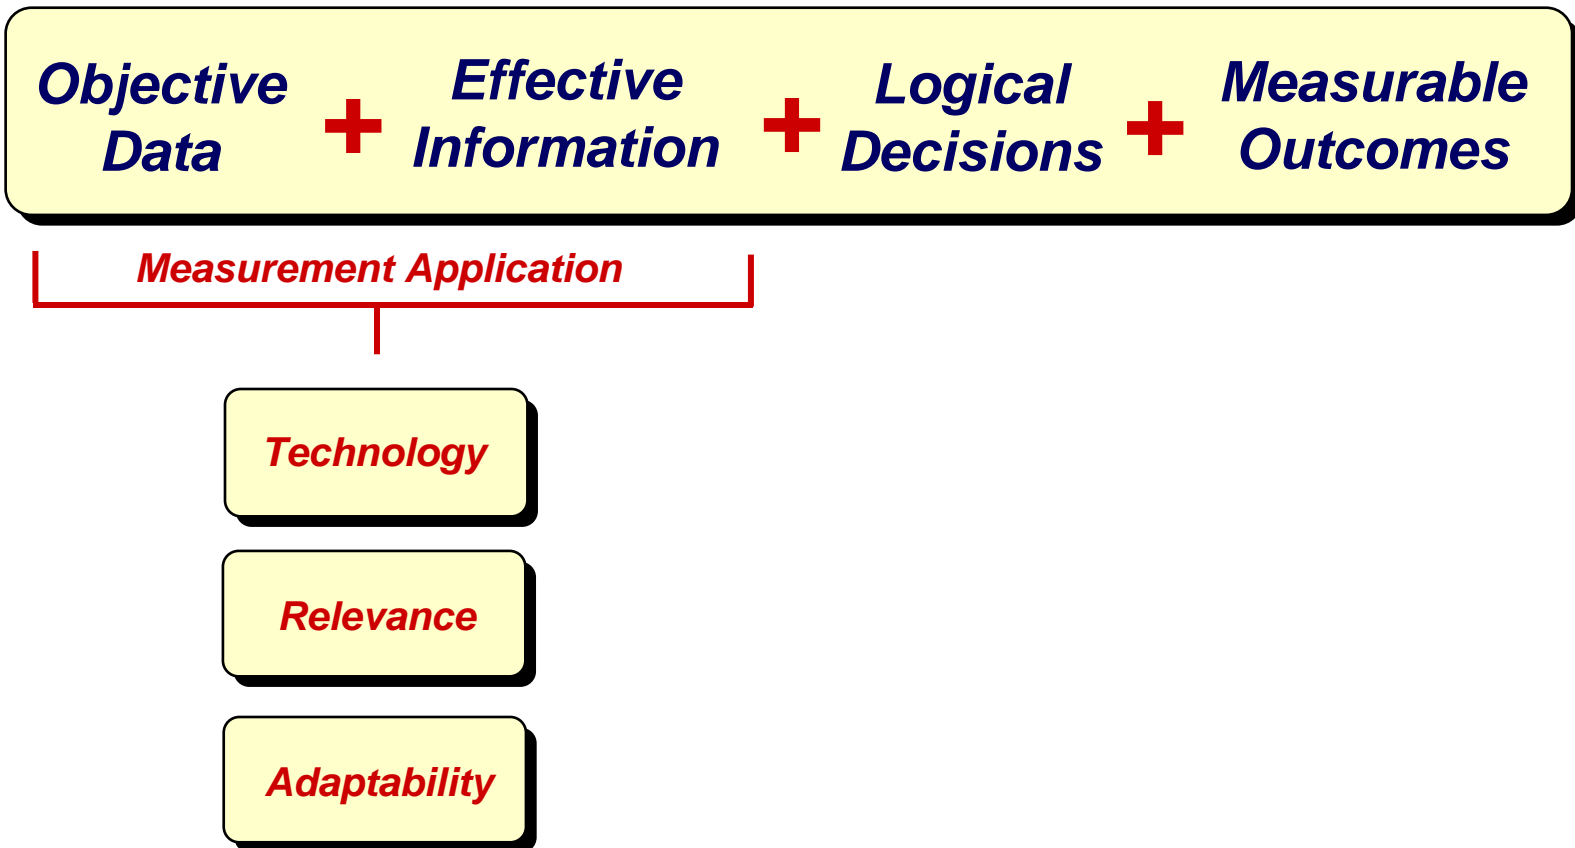 Objective
Data
+
Effective
Information
+
Logical
Decisions
+
Measurable
Outcomes
Measurement Application
Technology
Relevance
Adaptability